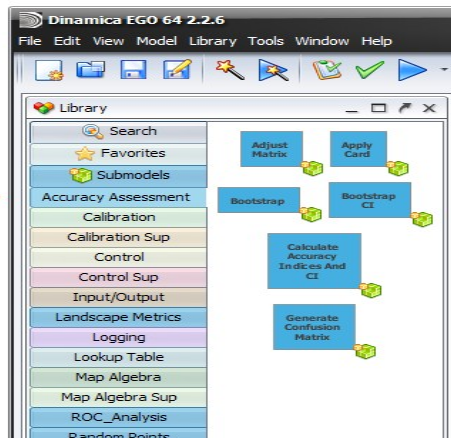 Dinamica EGO 64 2.2.6
File Edit View Model Library Tools Window Help
Library
Search
Favorites
Submodels
Accuracy Assessment
Calibration
Calibration Sup
Control
Control Sup
Input/Output
Landscape Metrics
Logging
Lookup Table
Map Algebra
Map Algebra Sup
ROC_Analysis
Random Points
Adjust
Matrix
Apply
Card
Bootstrap
Bootstrap
CI
Calculate
Accuracy
Indices And
CI
Generate
Confusion
Matrix